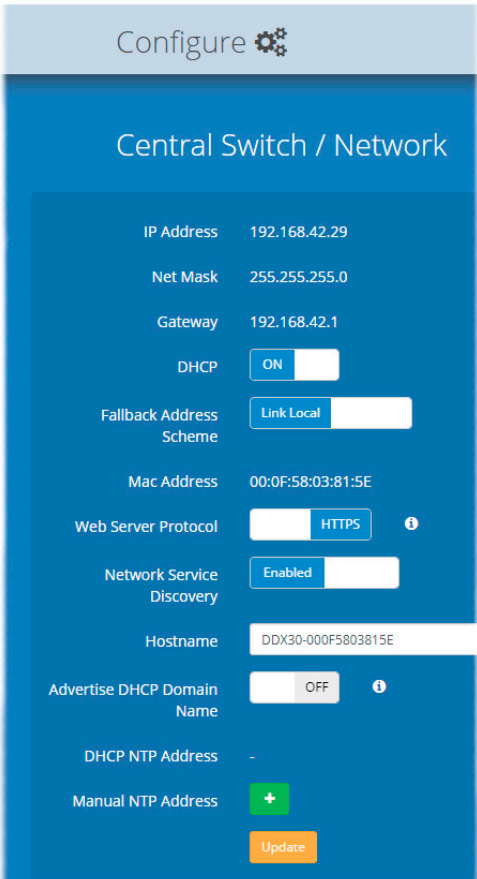 Configure
Central Switch / Network
IP Address 192.168.42.29
Net Mask 255.255.255.0
Gateway 192.168.42.1
DHCP ON
Fallback Address Link Local
Scheme
Mac Address 00:0F:58:03:81:5E
Web Server Protocol HTTPS
Network Service Enabled
Discovery
Hostname DDX30-000F5803815E
Advertise DHCP Domain OFF
Name
DHCP NTP Address -
Manual NTP Address +
Update